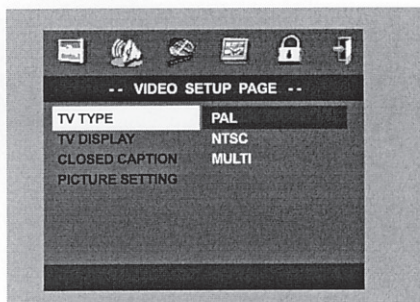 -- VIDEO SETUP PAGE --
TV TYPE PAL
TV DISPLAY NTSC
CLOSED CAPTION MULTI
PICTURE SETTING